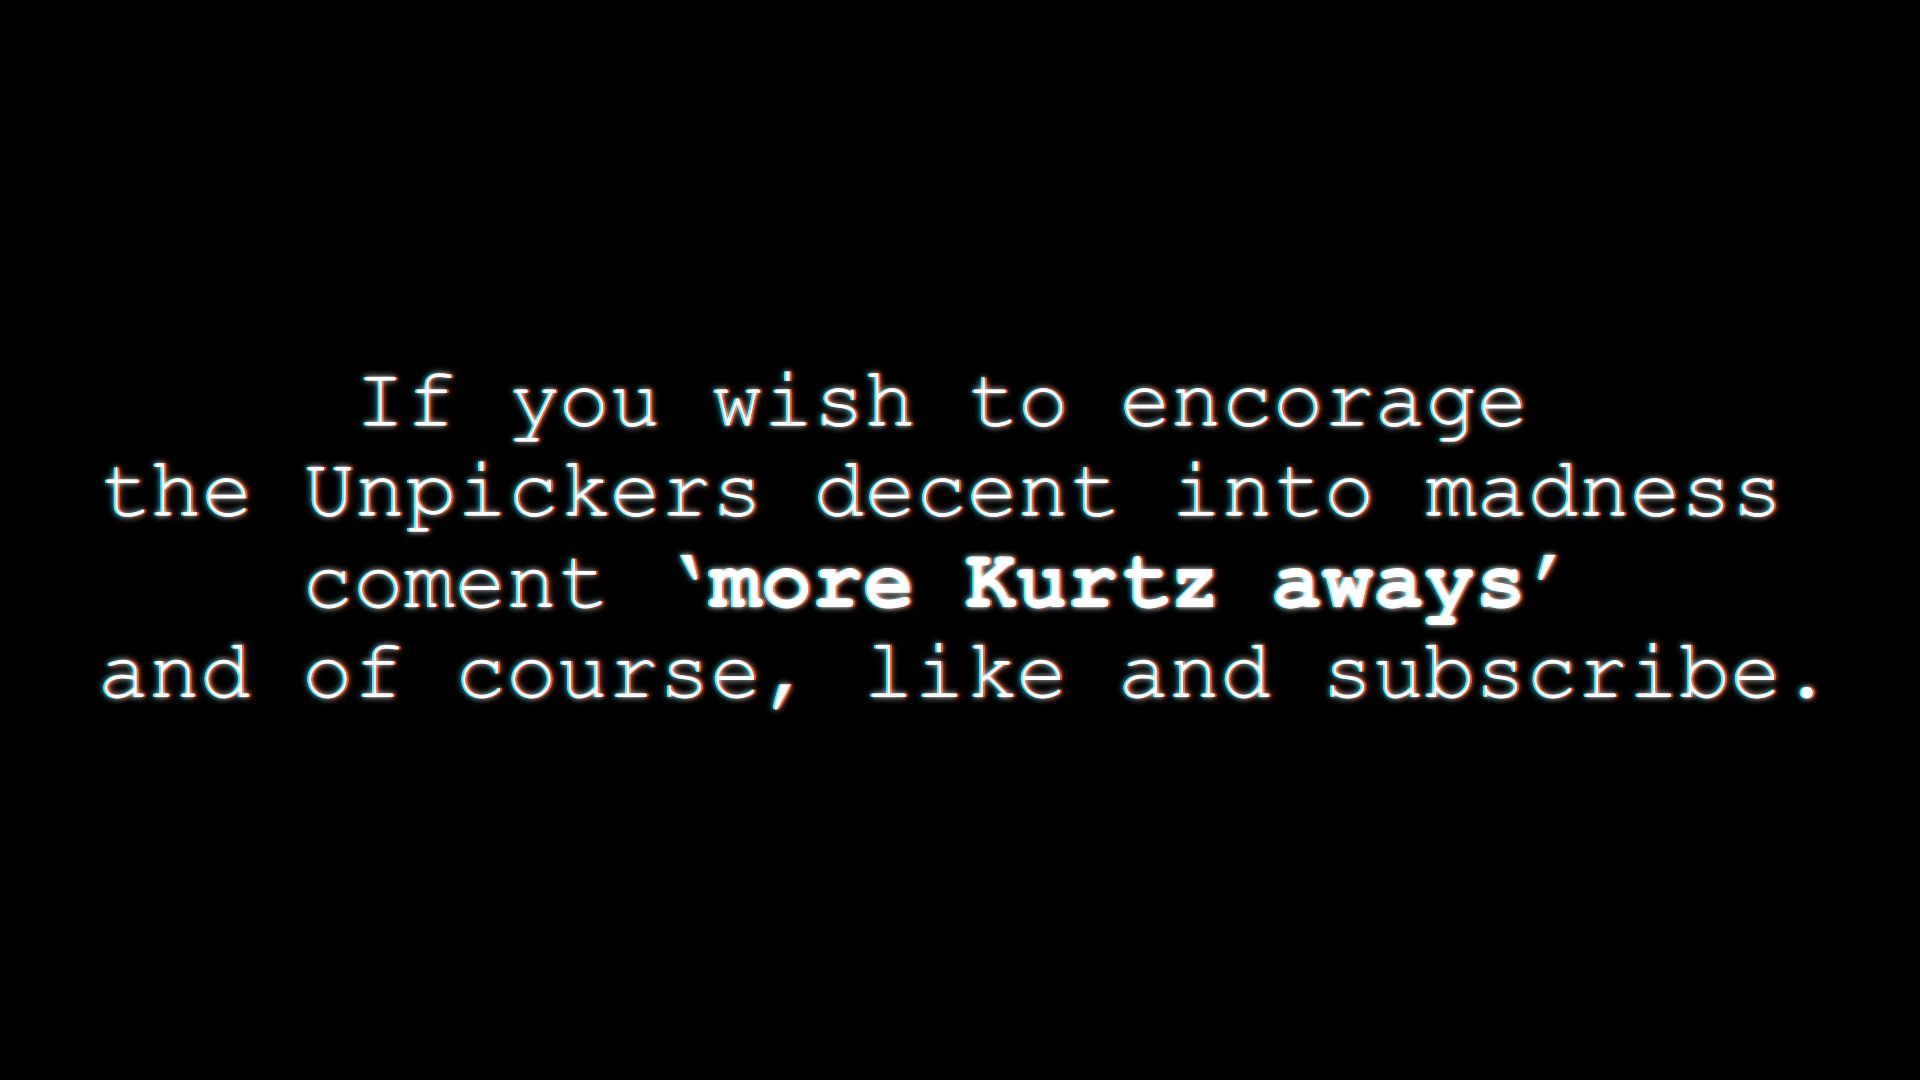 If you wish to encorage
the Unpickers decent into madness
coment ‘more Kurtz aways’
and of course, like and subscribe.